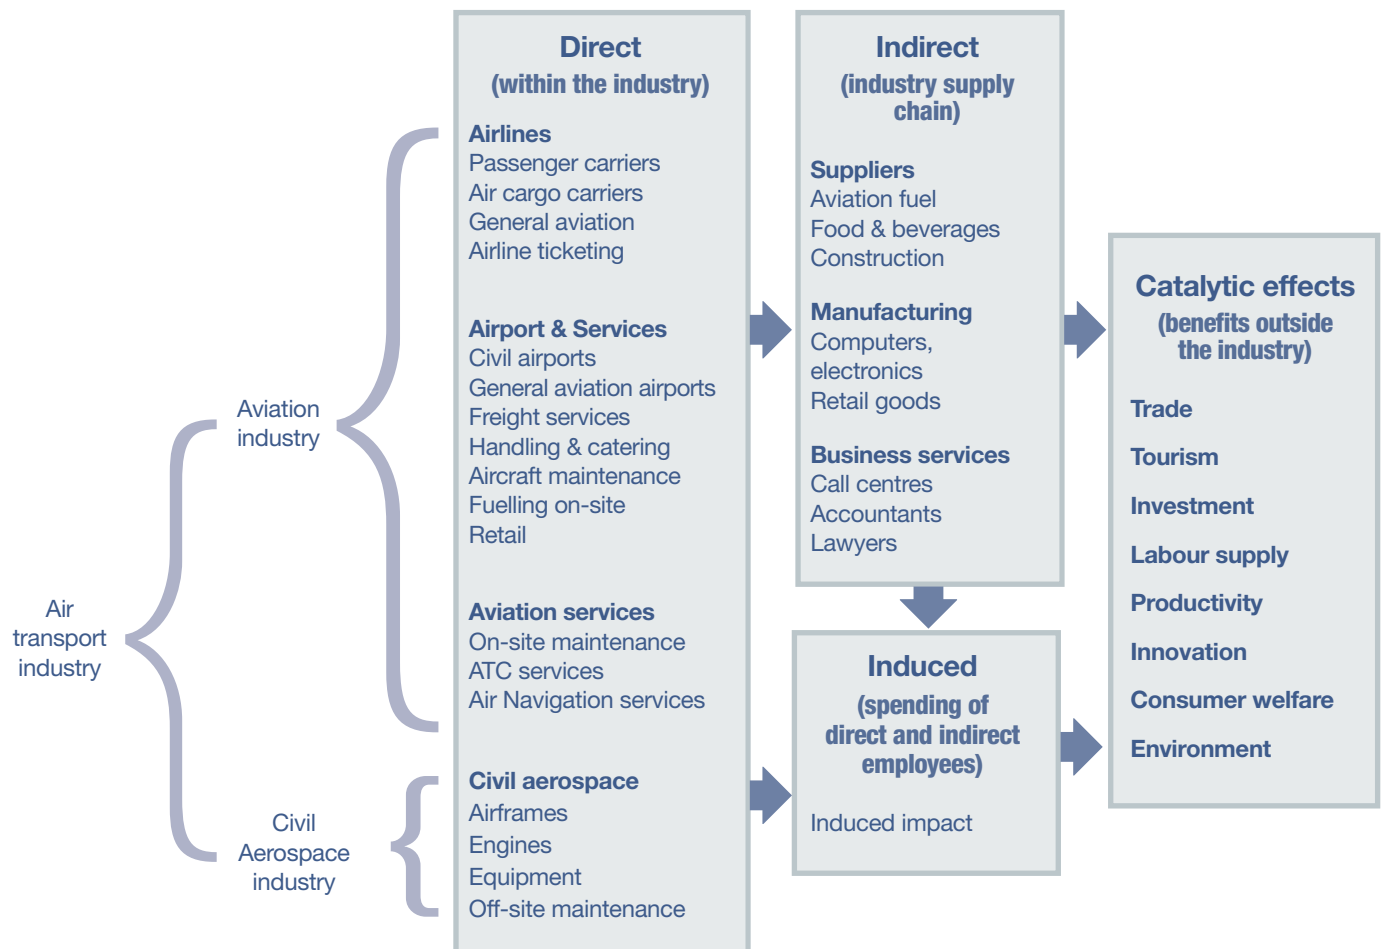 Air
transport
industry
Aviation
industry
Civil
Aerospace
industry
Direct
(within the industry)
Airlines
Passenger carriers
Air cargo carriers
General aviation
Airline ticketing
Airport & Services
Civil airports
General aviation airports
Freight services
Handling & catering
Aircraft maintenance
Fuelling on-site
Retail
Aviation services
On-site maintenance
ATC services
Air Navigation services
Civil aerospace
Airframes
Engines
Equipment
Off-site maintenance
Indirect
(industry supply
chain)
Suppliers
Aviation fuel
Food & beverages
Construction
Manufacturing
Computers,
electronics
Retail goods
Business services
Call centres
Accountants
Lawyers
Induced
(spending of
direct and indirect
employees)
Induced impact
Catalytic effects
(benefits outside
the industry)
Trade
Tourism
Investment
Labour supply
Productivity
Innovation
Consumer welfare
Environment